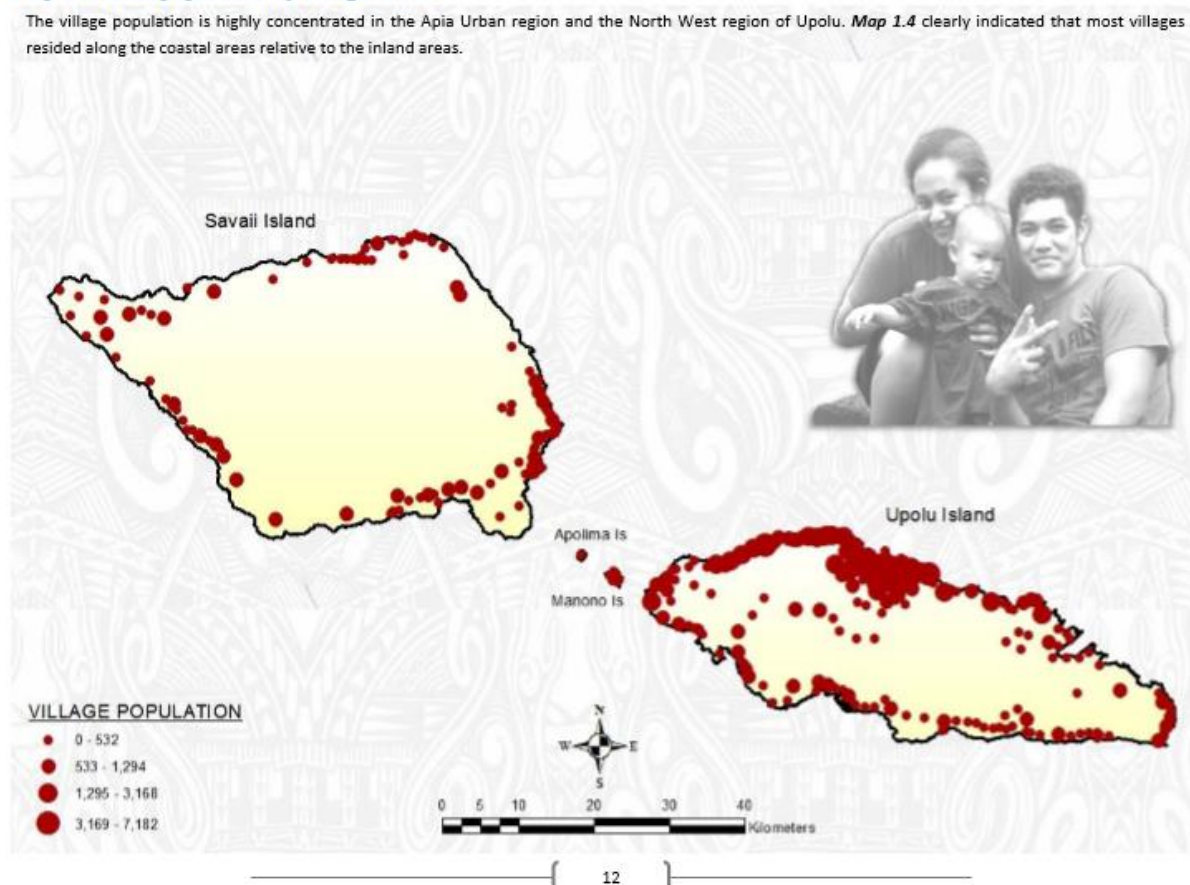 The village population is highly concentrated in the Apia Urban region and the North West region of Upolu. Map 1.4 clearly indicated that most villages
resided along the coastal areas relative to the inland areas.
Savaii Island
Upolu Island
Apolima Is
Manono Is
VILLAGE POPULATION
0 - 532
533 - 1,294
1,295 - 3,168
3,169 - 7,182
N
W E
S
0 5 10 20 30 40
Kilometers
12